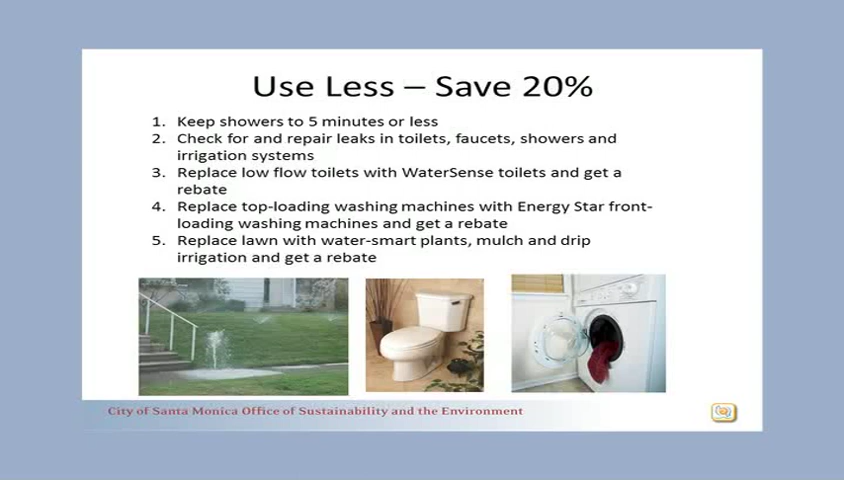 Use Less – Save 20%
1. Keep showers to 5 minutes or less
2. Check for and repair leaks in toilets, faucets, showers and
irrigation systems
3. Replace low flow toilets with WaterSense toilets and get a
rebate
4. Replace top-loading washing machines with Energy Star front-
loading washing machines and get a rebate
5. Replace lawn with water-smart plants, mulch and drip
irrigation and get a rebate
City of Santa Monica Office of Sustainability and the Environment